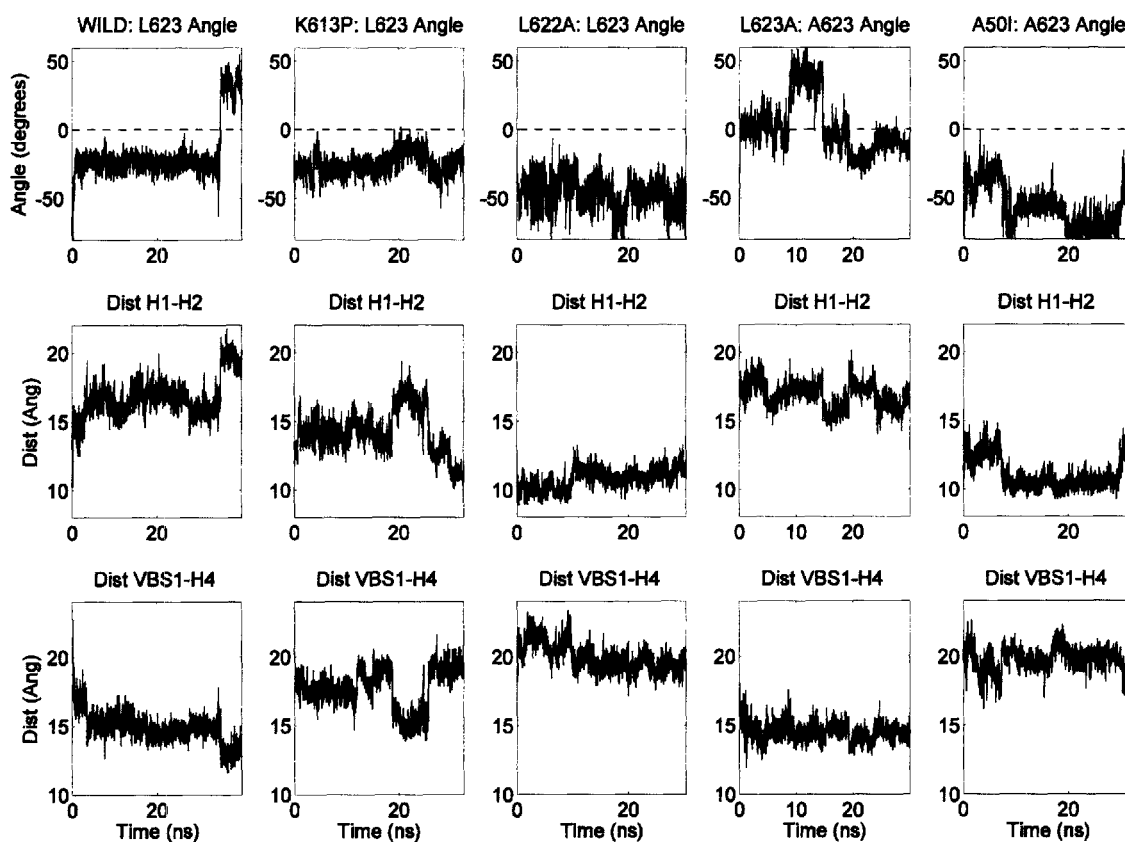 WILD: L623 Angle K613P: L623 Angle L622A: L623 Angle L623A: A623 Angle A50I: A623 Angle
Angle (degrees)
50 50 50 50 50
0 0 0 0 0
-50 -50 -50 -50 -50
0 20 0 20 0 20 0 10 20 30 0 20
Dist H1-H2 Dist H1-H2 Dist H1-H2 Dist H1-H2 Dist H1-H2
Dist (Ang)
20 20 20 20 20
15 15 15 15 15
10 10 10 10 10
0 20 0 20 0 20 0 20 0 20
Dist VBS1-H4 Dist VBS1-H4 Dist VBS1-H4 Dist VBS1-H4 Dist VBS1-H4
Dist (Ang)
20 20 20 20 20
15 15 15 15 15
10 10 10 10 10
0 20 0 20 0 20 0 20 0 20
Time (ns) Time (ns) Time (ns) Time (ns) Time (ns)